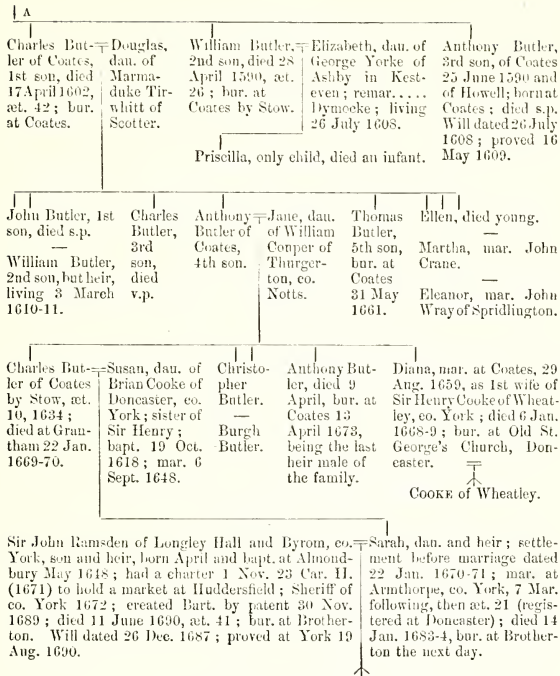 A
Charles But-
ler of Coates,
1st son, died
17 April 1602,
æt. 42 ; bur.
at Coates.
Douglas,
dau. of
Marma-
duke Tir-
whitt of
Scotter.
William Butler,
2nd son, died 28
April 1590, æt.
26 ; bur. at
Coates by Stow.
Elizabeth, dau. of
George Yorke of
Ashby in Kest-
even ; remar.....
Dymocke ; living
26 July 1608.
Anthony Butler,
3rd son, of Coates
25 June 1590 and
of Howell; born at
Coates ; died s.p.
Will dated 26 July
1608 ; proved 16
May 1609.
Priscilla, only child, died an infant.
John Butler, 1st
son, died s.p.
—
William Butler,
2nd son, but heir,
living 3 March
1610-11.
Charles
Butler,
3rd
son,
died
v.p.
Anthony
Butler of
Coates,
4th son.
Jane, dau.
of William
Conper of
Thurger-
ton, co.
Notts.
Thomas
Butler,
5th son,
bur. at
Coates
31 May
1661.
Ellen, died young.
—
Martha, mar. John
Crane.
—
Eleanor, mar. John
Wray of Spridlington.
Charles But-
ler of Coates
by Stow, æt.
10, 1634 ;
died at Gran-
tham 22 Jan.
1669-70.
Susan, dau. of
Brian Cooke of
Doncaster, co.
York ; sister of
Sir Henry ;
bapt. 19 Oct.
1618 ; mar. 6
Sept. 1648.
Christo-
pher
Butler.
—
Burgh
Butler.
Anthony But-
ler, died 9
April, bur. at
Coates 13
April 1673,
being the last
heir male of
the family.
Diana, mar. at Coates, 29
Aug. 1659, as 1st wife of
Sir Henry Cooke of Wheat-
ley, co. York ; died 6 Jan.
1668-9 ; bur. at Old St.
George's Church, Don-
caster.
COOKE of Wheatley.
Sir John Ramsden of Longley Hall and Byrom, co.
York, son and heir, born April and bapt. at Almond-
bury May 1648 ; had a charter 1 Nov. 23 Car. II.
(1671) to hold a market at Huddersfield ; Sheriff of
co. York 1672 ; created Bart. by patent 30 Nov.
1689 ; died 11 June 1690, æt. 41 ; bur. at Brother-
ton. Will dated 26 Dec. 1687 ; proved at York 19
Aug. 1690.
Sarah, dau. and heir ; settle-
ment before marriage dated
22 Jan. 1670-71 ; mar. at
Armthorpe, co. York, 7 Mar.
following, then æt. 21 (regis-
tered at Doncaster) ; died 14
Jan. 1683-4, bur. at Brother-
ton the next day.